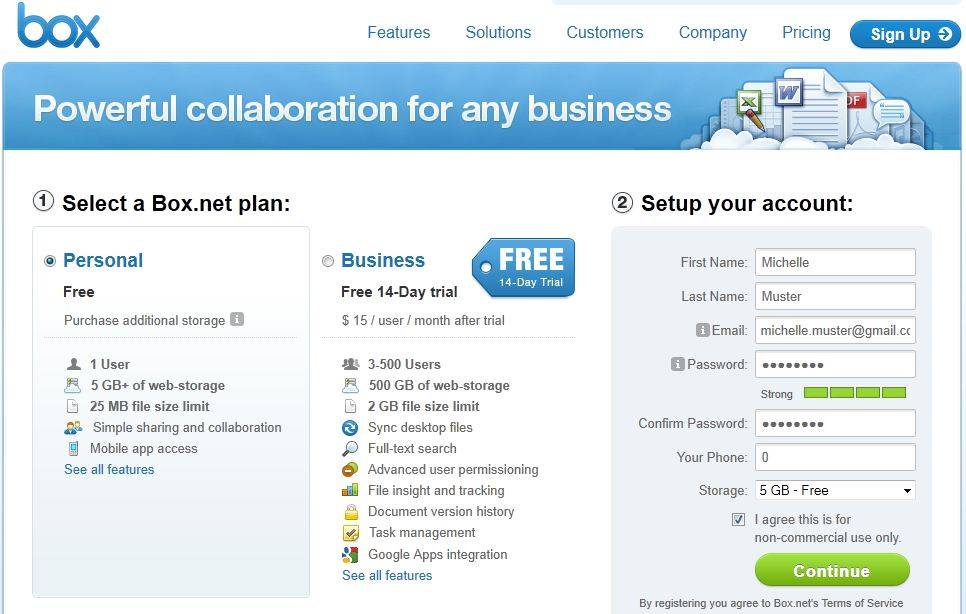 box
Features Solutions Customers Company Pricing Sign Up
Powerful collaboration for any business
W
DF
1 Select a Box.net plan:
Personal
Free
Purchase additional storage i
1 User
5 GB+ of web-storage
25 MB file size limit
Simple sharing and collaboration
Mobile app access
See all features
Business
FREE
14-Day Trial
Free 14-Day trial
$ 15 / user / month after trial
3-500 Users
500 GB of web-storage
2 GB file size limit
Sync desktop files
Full-text search
Advanced user permissioning
File insight and tracking
Document version history
Task management
Google Apps integration
See all features
2 Setup your account:
First Name: Michelle
Last Name: Muster
i Email: michelle.muster@gmail.cc
i Password: ••••••••
Strong
Confirm Password: ••••••••
Your Phone: 0
Storage: 5 GB - Free
I agree this is for
non-commercial use only.
Continue
By registering you agree to Box.net's Terms of Service